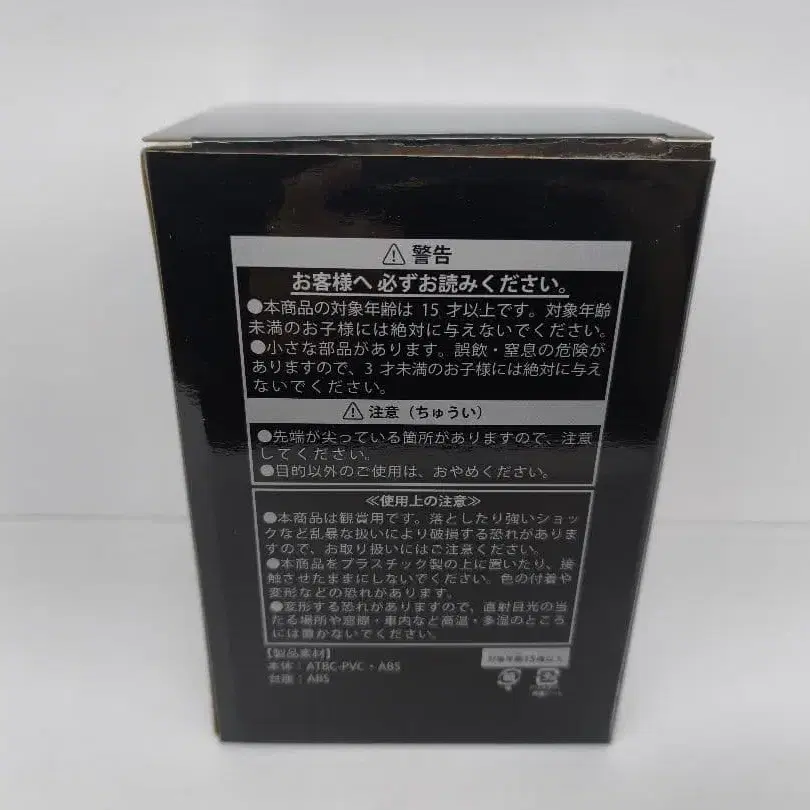 ⚠ 警告
お客様へ 必ずお読みください。
●本商品の対象年齢は 15 才以上です。対象年齢
未満のお子様には絶対に与えないでください。
●小さな部品があります。誤飲・窒息の危険が
ありますので、3 才未満のお子様には絶対に与え
ないでください。
⚠ 注意（ちゅうい）
●先端が尖っている箇所がありますので、注意
してください。
●目的以外のご使用は、おやめください。
≪使用上の注意≫
●本商品は観賞用です。落としたり強いショッ
クなど乱暴な扱いにより破損する恐れがありま
すので、お取り扱いにはご注意ください。
●本商品をプラスチック製の上に置いたり、接
触させたままにしないでください。色の付着や
変形などの恐れがあります。
●変形する恐れがありますので、直射日光の当
たる場所や窓際・車内など高温・多湿のところ
には置かないでください。
【製品素材】
本体：ATBC-PVC・ABS
台座：ABS
対象年齢15歳以上